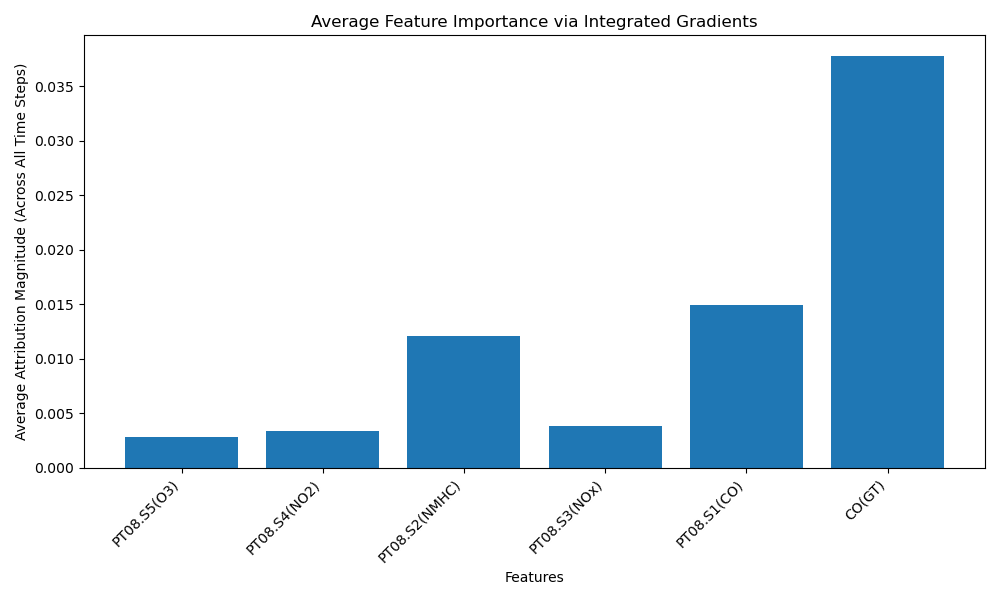 Average Feature Importance via Integrated Gradients
Average Attribution Magnitude (Across All Time Steps)
0.035
0.030
0.025
0.020
0.015
0.010
0.005
0.000
PT08.S5(O3)
PT08.S4(NO2)
PT08.S2(NMHC)
PT08.S3(NOx)
PT08.S1(CO)
CO(GT)
Features